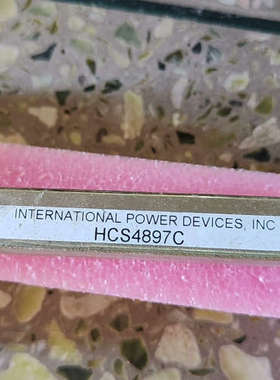 INTERNATIONAL POWER DEVICES, INC
HCS4897C